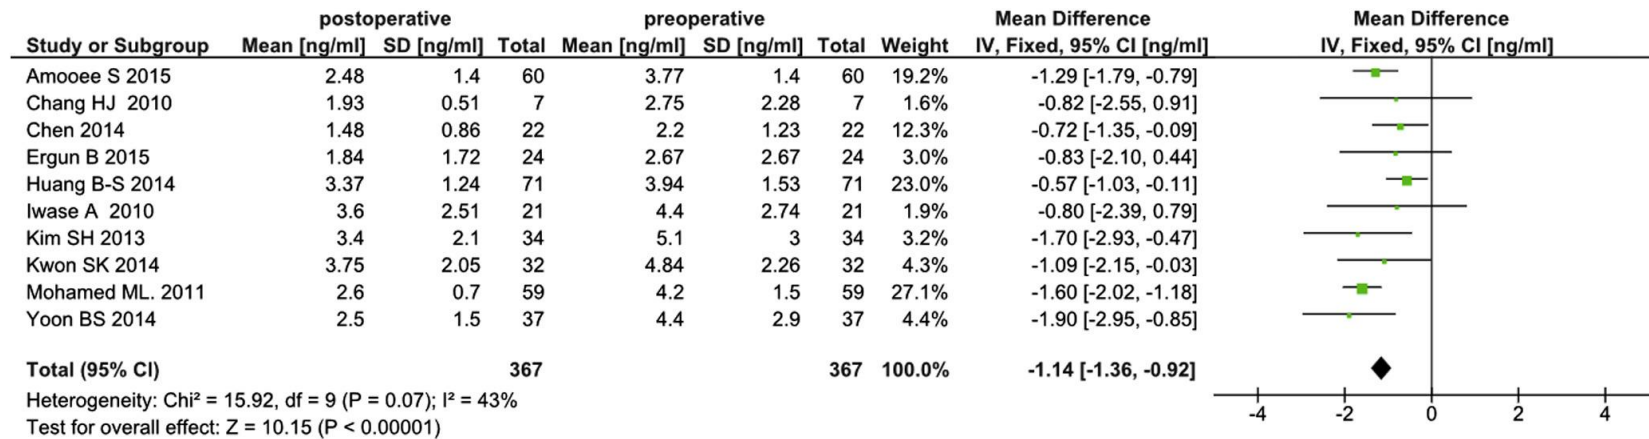 postoperative preoperative Mean Difference Mean Difference
Study or Subgroup Mean [ng/ml] SD [ng/ml] Total Mean [ng/ml] SD [ng/ml] Total Weight IV, Fixed, 95% CI [ng/ml] IV, Fixed, 95% CI [ng/ml]
Amooee S 2015 2.48 1.4 60 3.77 1.4 60 19.2% -1.29 [-1.79, -0.79]
Chang HJ 2010 1.93 0.51 7 2.75 2.28 7 1.6% -0.82 [-2.55, 0.91]
Chen 2014 1.48 0.86 22 2.2 1.23 22 12.3% -0.72 [-1.35, -0.09]
Ergun B 2015 1.84 1.72 24 2.67 2.67 24 3.0% -0.83 [-2.10, 0.44]
Huang B-S 2014 3.37 1.24 71 3.94 1.53 71 23.0% -0.57 [-1.03, -0.11]
Iwase A 2010 3.6 2.51 21 4.4 2.74 21 1.9% -0.80 [-2.39, 0.79]
Kim SH 2013 3.4 2.1 34 5.1 3 34 3.2% -1.70 [-2.93, -0.47]
Kwon SK 2014 3.75 2.05 32 4.84 2.26 32 4.3% -1.09 [-2.15, -0.03]
Mohamed ML. 2011 2.6 0.7 59 4.2 1.5 59 27.1% -1.60 [-2.02, -1.18]
Yoon BS 2014 2.5 1.5 37 4.4 2.9 37 4.4% -1.90 [-2.95, -0.85]
Total (95% CI) 367 367 100.0% -1.14 [-1.36, -0.92]
Heterogeneity: Chi² = 15.92, df = 9 (P = 0.07); I² = 43%
Test for overall effect: Z = 10.15 (P < 0.00001)
-4 -2 0 2 4